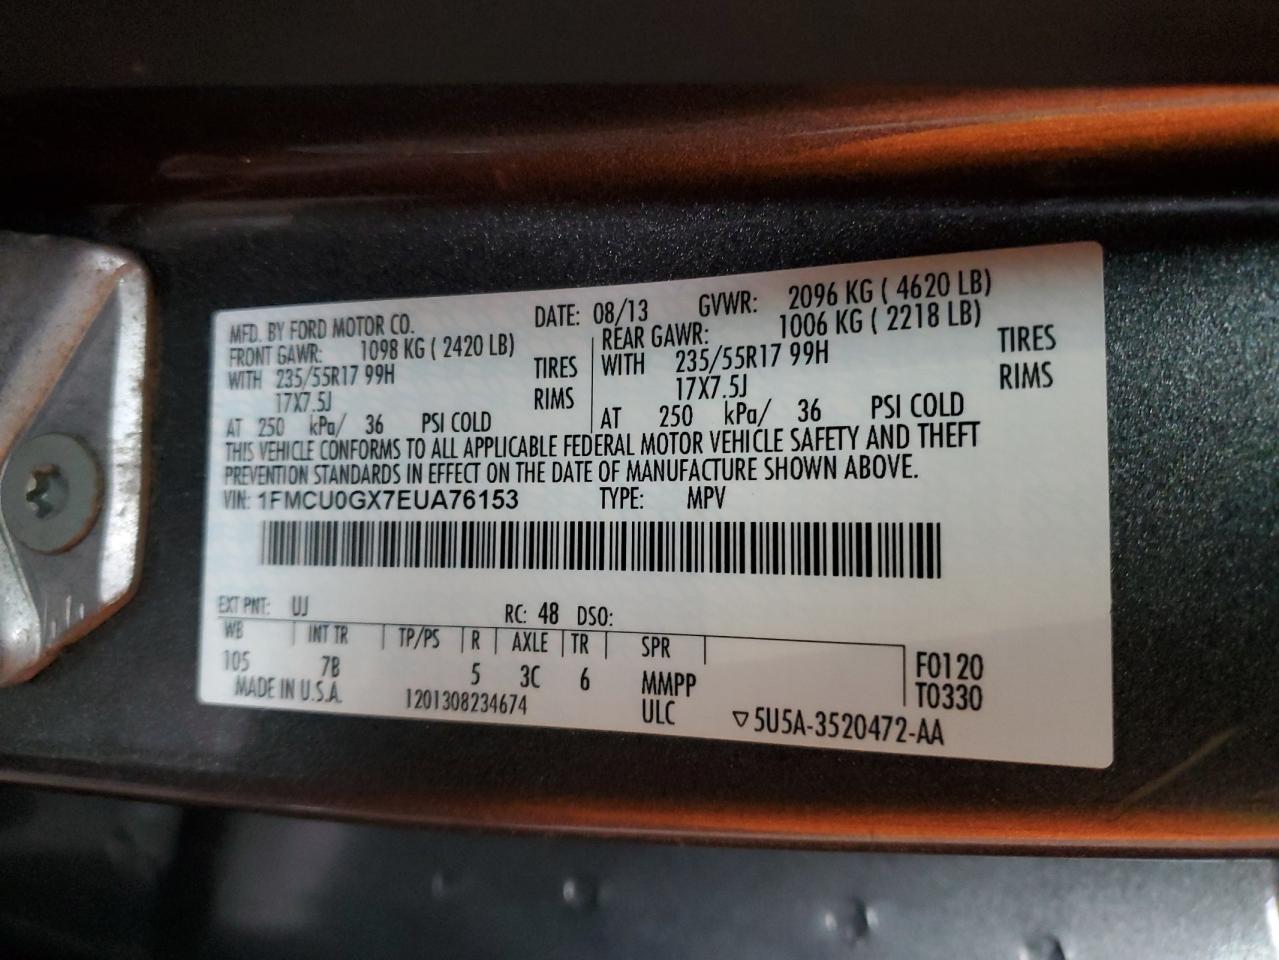 MFD. BY FORD MOTOR CO. DATE: 08/13 GVWR: 2096 KG ( 4620 LB)
FRONT GAWR: 1098 KG ( 2420 LB) REAR GAWR: 1006 KG ( 2218 LB)
WITH 235/55R17 99H TIRES WITH 235/55R17 99H TIRES
17X7.5J RIMS 17X7.5J RIMS
AT 250 kPa/ 36 PSI COLD AT 250 kPa/ 36 PSI COLD
THIS VEHICLE CONFORMS TO ALL APPLICABLE FEDERAL MOTOR VEHICLE SAFETY AND THEFT
PREVENTION STANDARDS IN EFFECT ON THE DATE OF MANUFACTURE SHOWN ABOVE.
VIN: 1FMCU0GX7EUA76153 TYPE: MPV
EXT PNT: UJ RC: 48 DSO:
WB INT TR TP/PS R AXLE TR SPR
105 7B 5 3C 6 MMPP F0120
MADE IN U.S.A. 1201308234674 ULC T0330
▽5U5A-3520472-AA